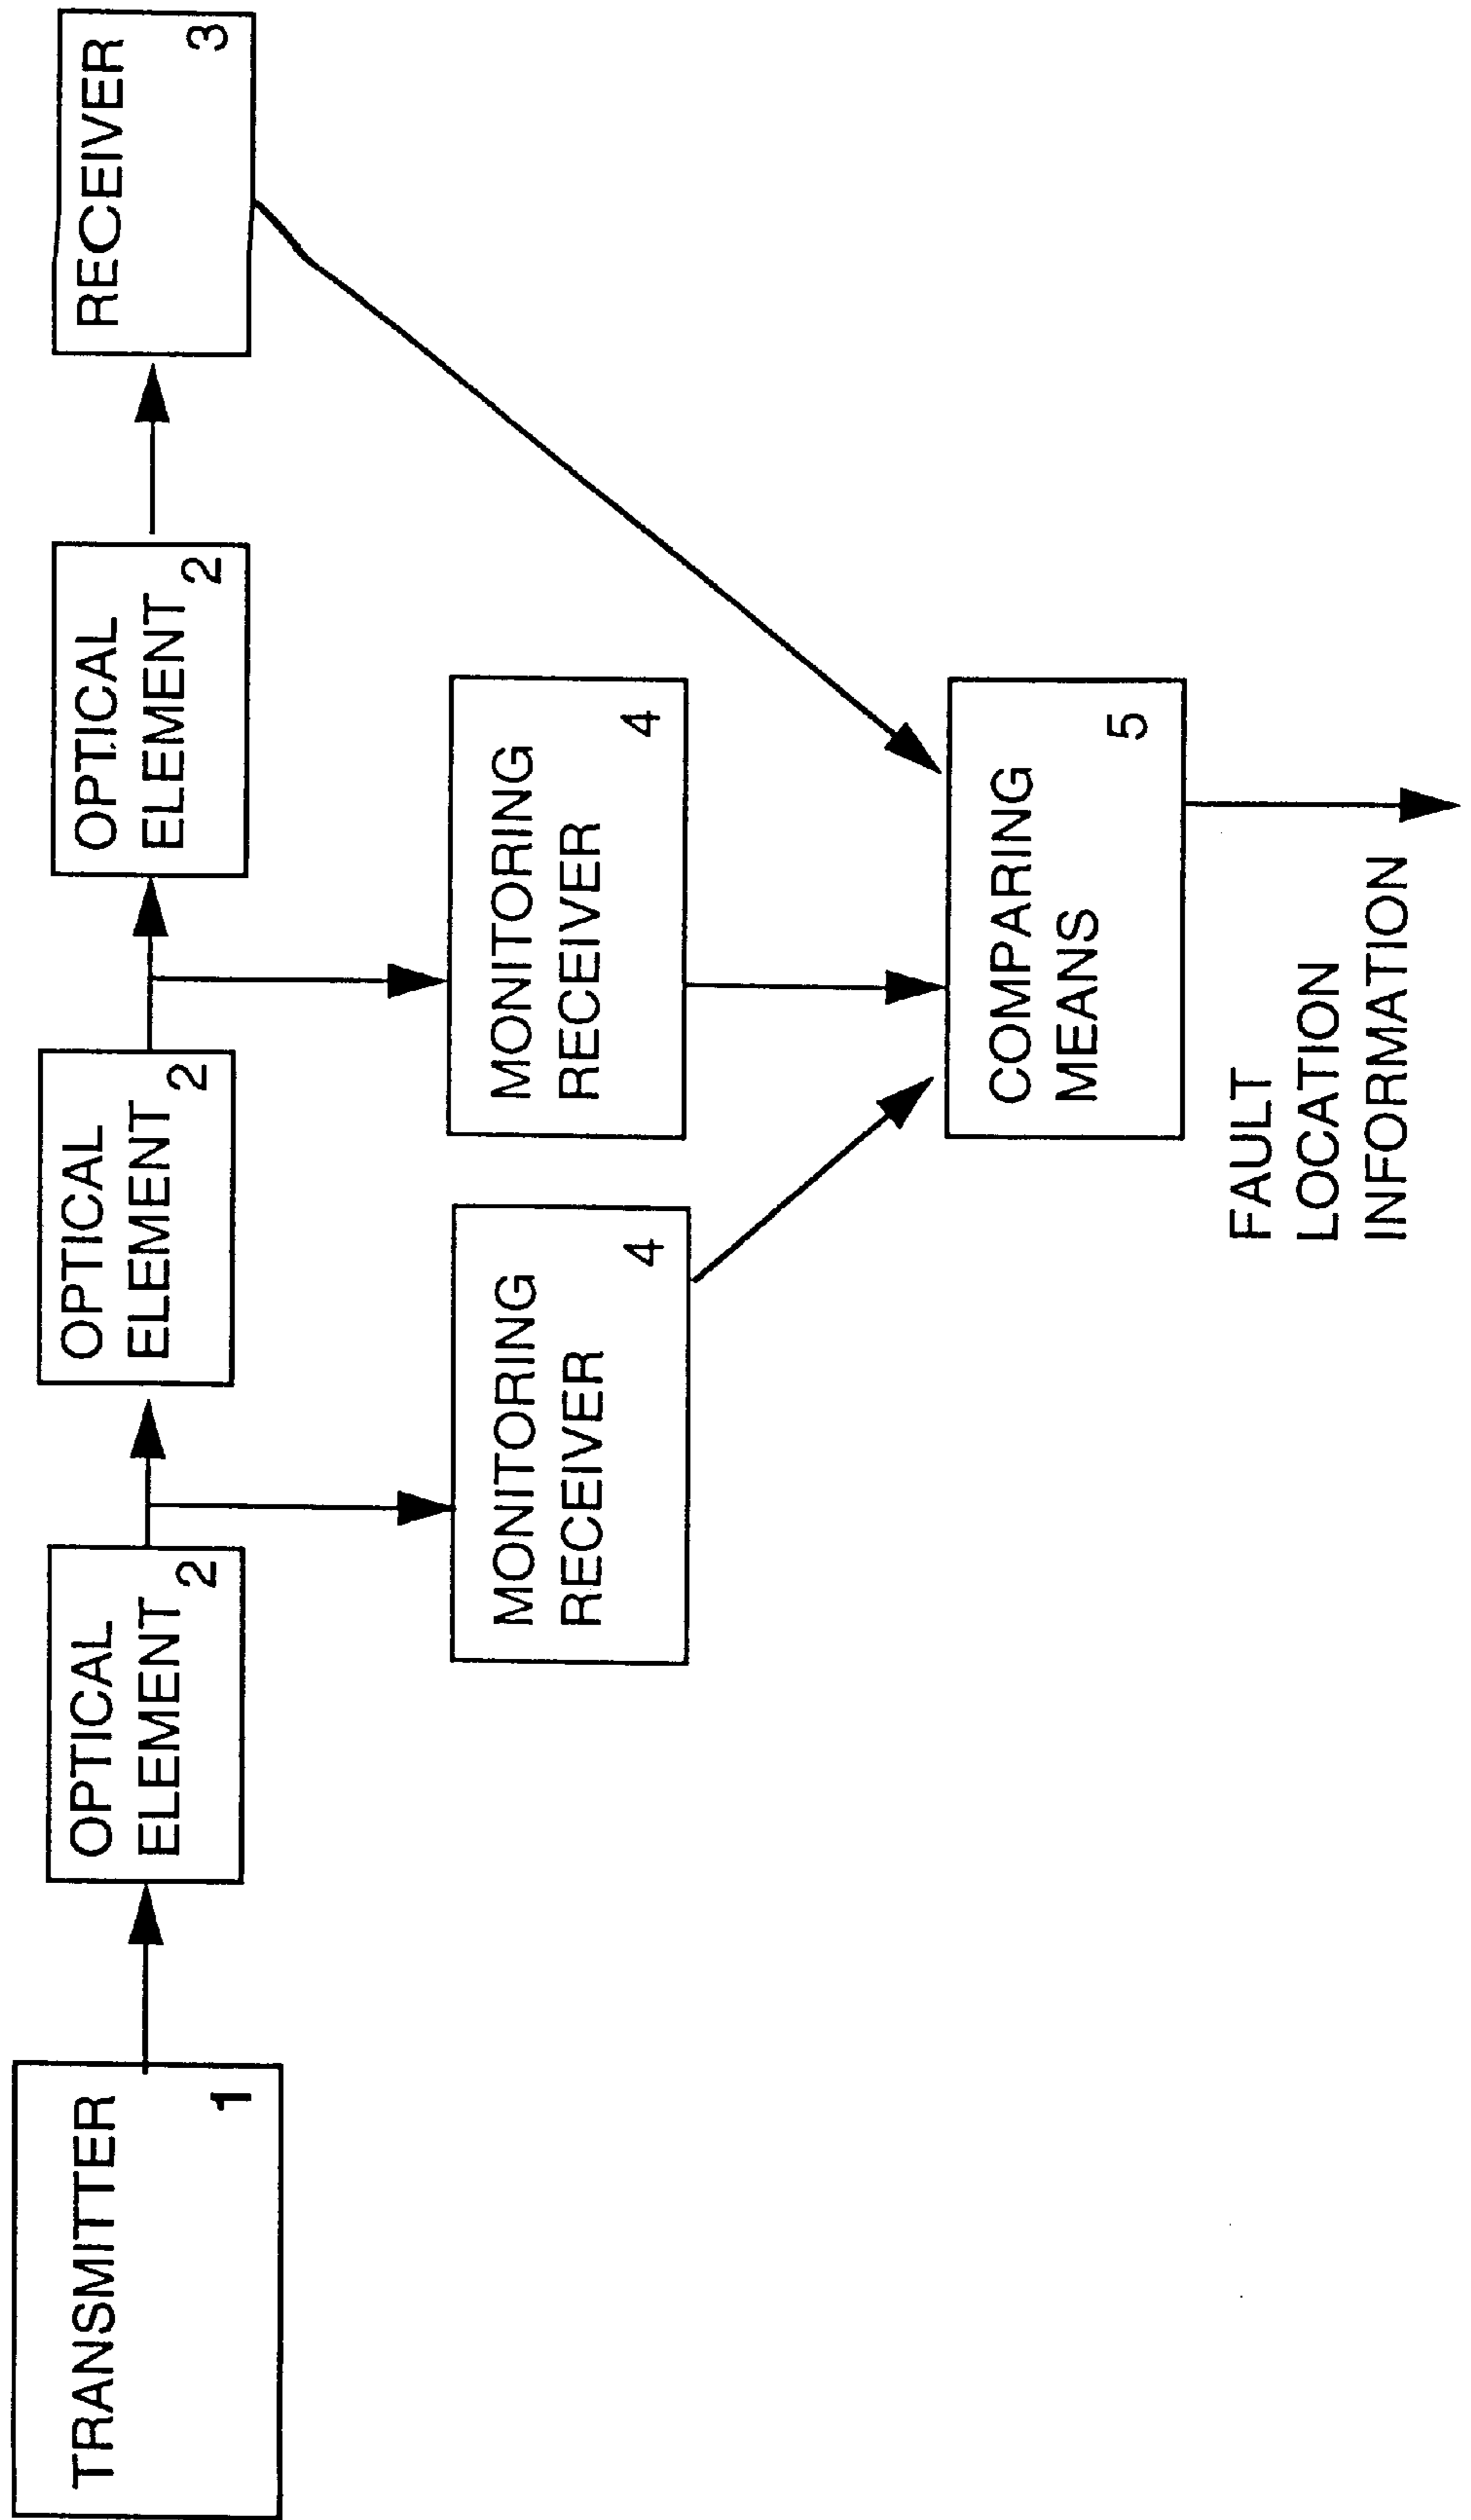 TRANSMITTER
1
OPTICAL
ELEMENT
2
OPTICAL
ELEMENT
2
OPTICAL
ELEMENT
2
RECEIVER
3
MONITORING
RECEIVER
4
MONITORING
RECEIVER
4
COMPARING
MEANS
5
FAULT
LOCATION
INFORMATION